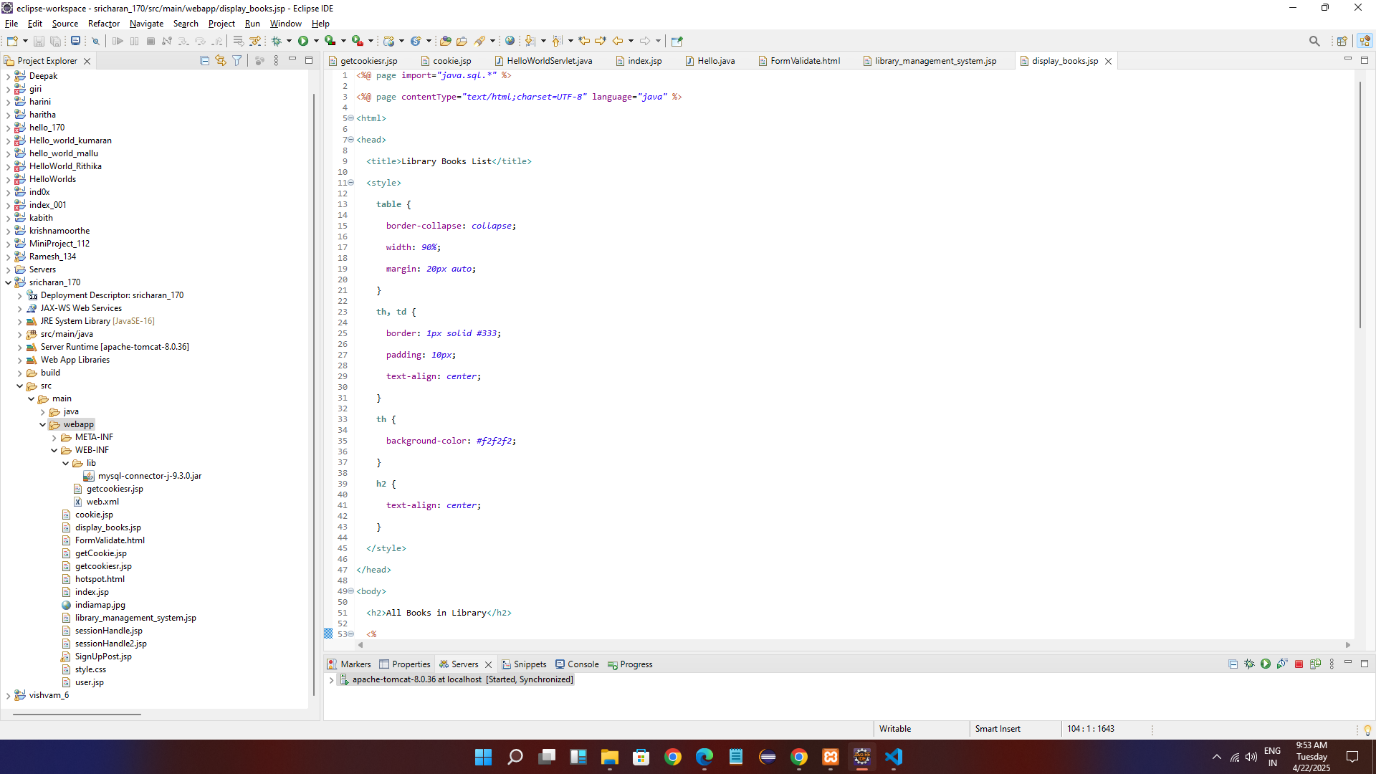 eclipse-workspace - sricharan_170/src/main/webapp/display_books.jsp - Eclipse IDE
File Edit Source Refactor Navigate Search Project Run Window Help
Project Explorer
getcookiesr.jsp cookie.jsp HelloWorldServlet.java index.jsp Hello.java FormValidate.html library_management_system.jsp display_books.jsp
Deepak
giri
harini
haritha
hello_170
Hello_world_kumaran
hello_world_mallu
HelloWorld_Rithika
HelloWorlds
ind0x
index_001
kabith
krishnamoorthe
MiniProject_112
Ramesh_134
Servers
sricharan_170
Deployment Descriptor: sricharan_170
JAX-WS Web Services
JRE System Library [JavaSE-16]
src/main/java
Server Runtime [apache-tomcat-8.0.36]
Web App Libraries
build
src
main
java
webapp
META-INF
WEB-INF
lib
mysql-connector-j-9.3.0.jar
getcookiesr.jsp
web.xml
cookie.jsp
display_books.jsp
FormValidate.html
getCookie.jsp
getcookiesr.jsp
hotspot.html
index.jsp
indiamap.jpg
library_management_system.jsp
sessionHandle.jsp
sessionHandle2.jsp
SignUpPost.jsp
style.css
user.jsp
vishvam_6
1 <%@ page import="java.sql.*" %>
2
3 <%@ page contentType="text/html;charset=UTF-8" language="java" %>
4
5 <html>
6
7 <head>
8
9 <title>Library Books List</title>
10
11 <style>
12
13 table {
14
15 border-collapse: collapse;
16
17 width: 90%;
18
19 margin: 20px auto;
20
21 }
22
23 th, td {
24
25 border: 1px solid #333;
26
27 padding: 10px;
28
29 text-align: center;
30
31 }
32
33 th {
34
35 background-color: #f2f2f2;
36
37 }
38
39 h2 {
40
41 text-align: center;
42
43 }
44
45 </style>
46
47 </head>
48
49 <body>
50
51 <h2>All Books in Library</h2>
52
53 <%
Markers Properties Servers Snippets Console Progress
apache-tomcat-8.0.36 at localhost [Started, Synchronized]
Writable Smart Insert 104 : 1 : 1643
ENG
IN
9:53 AM
Tuesday
4/22/2025